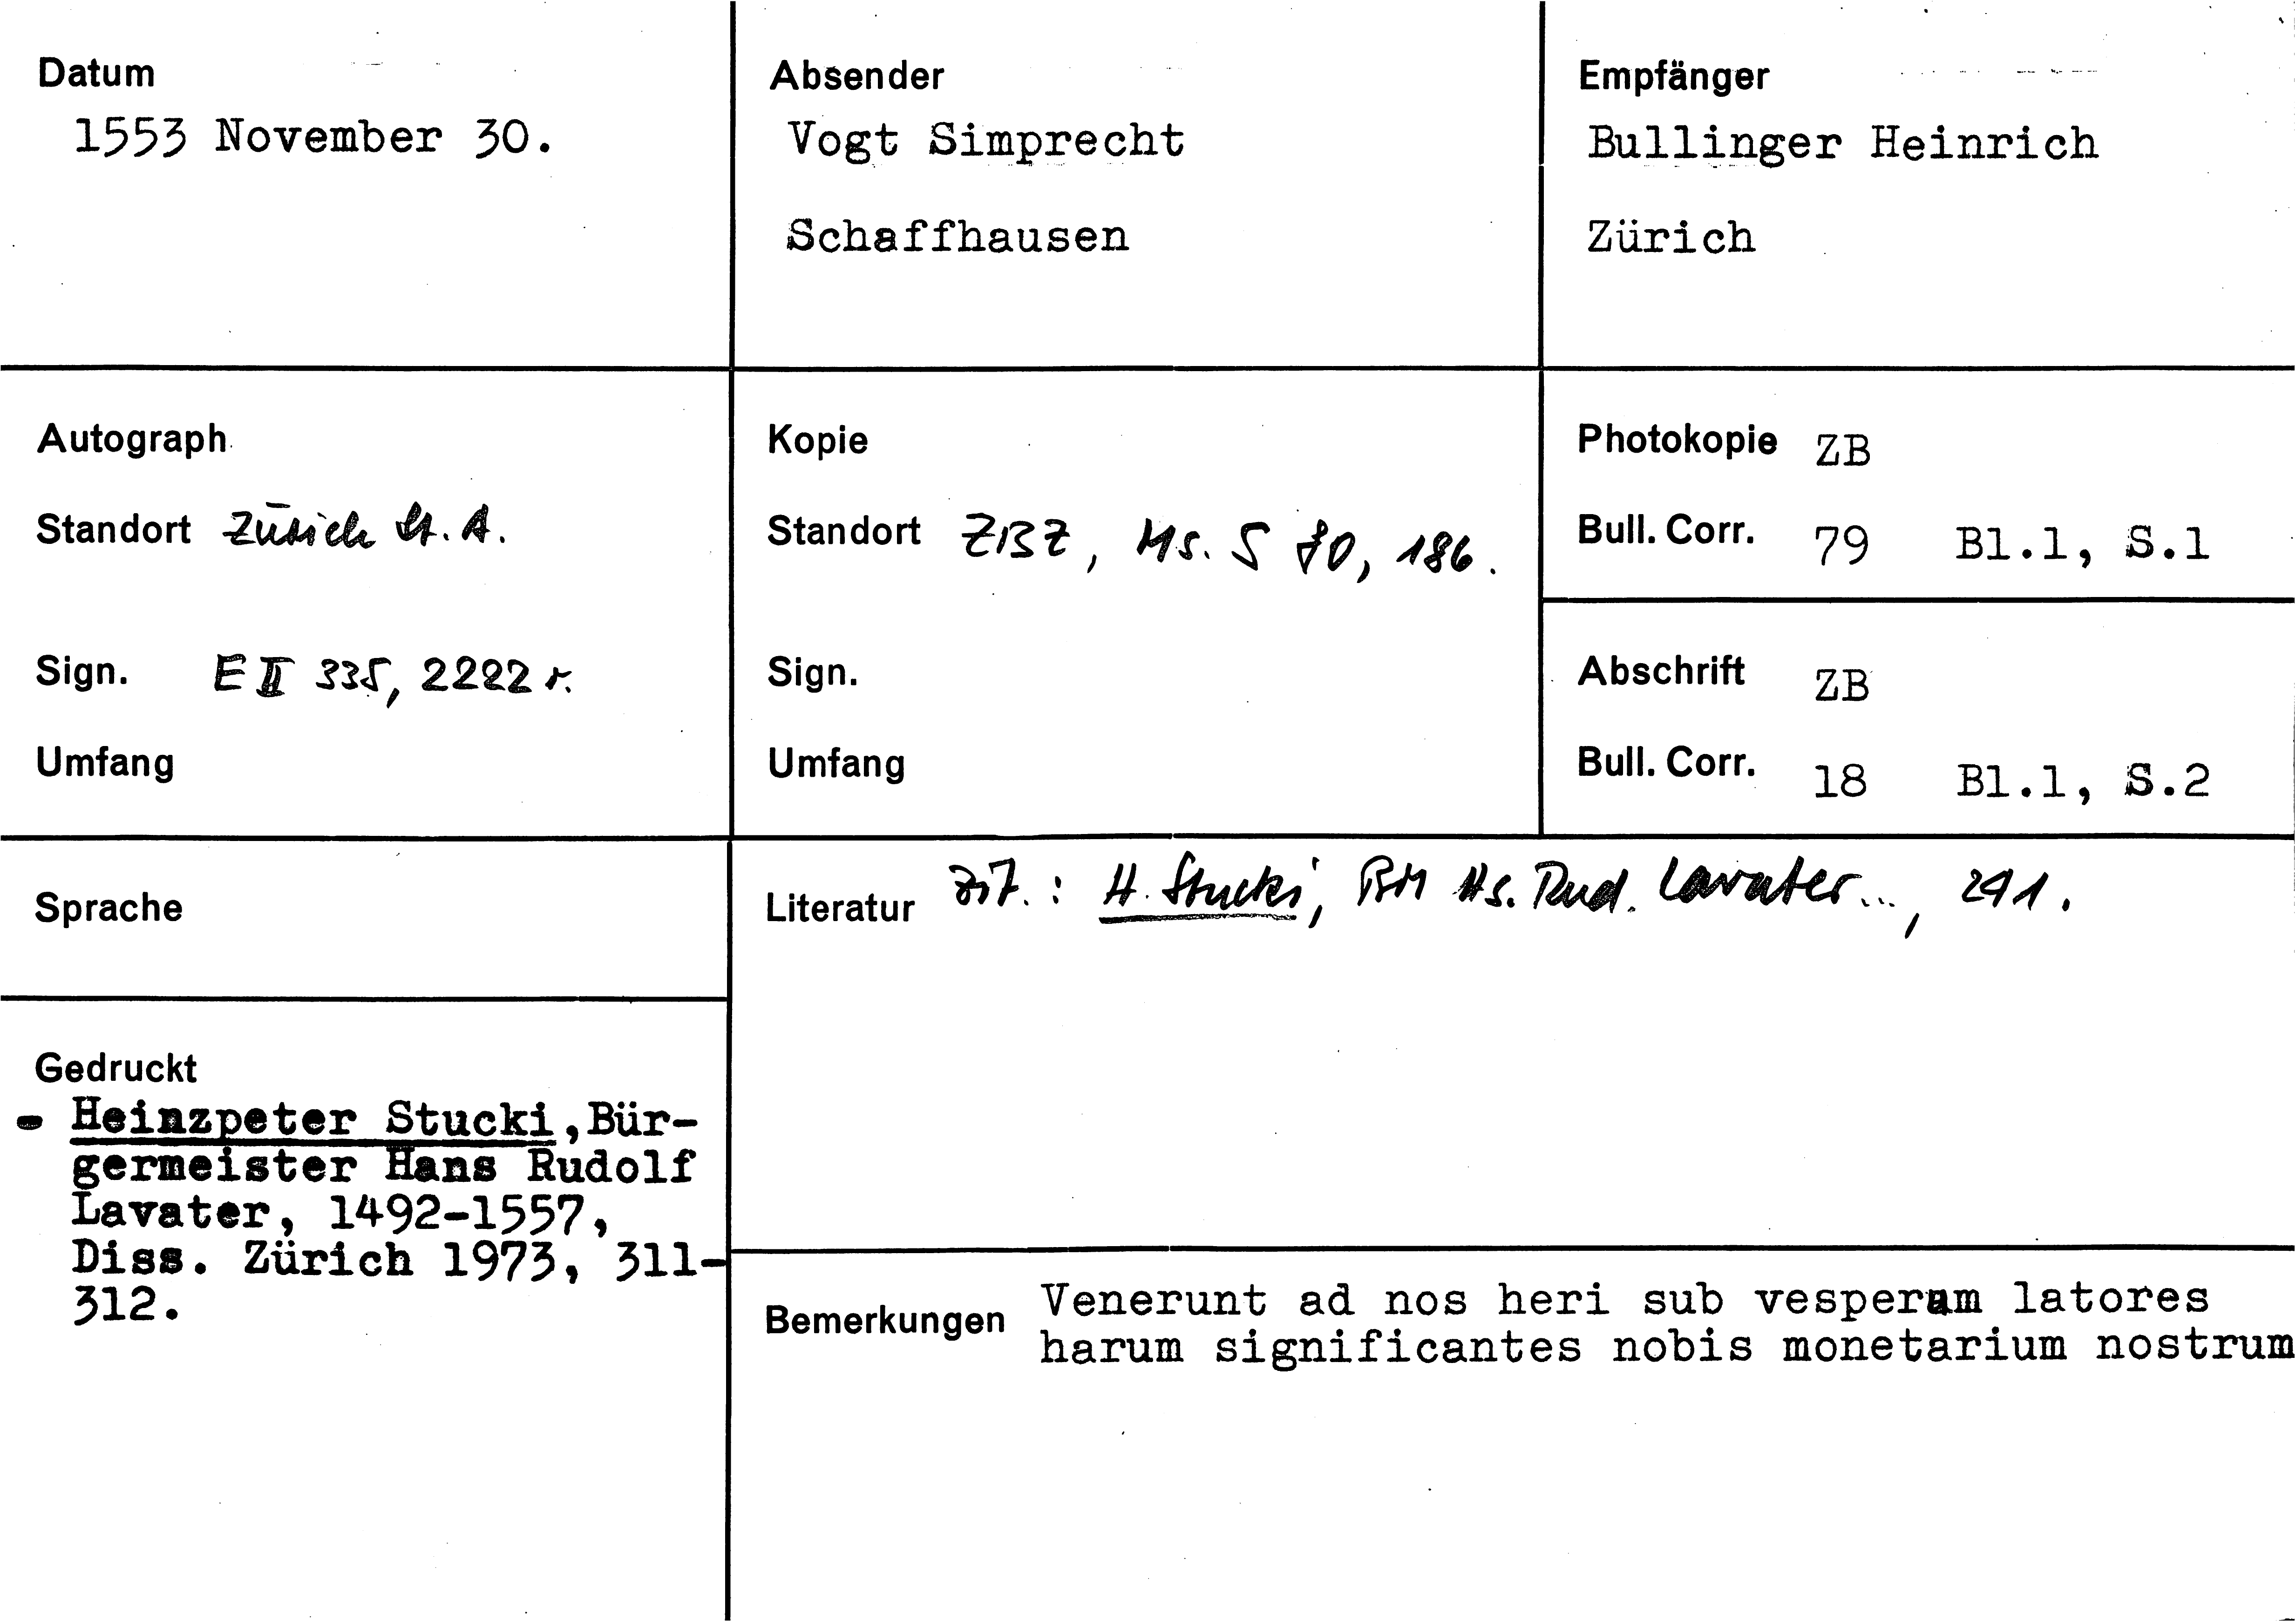 Datum
1553 November 30.
Absender
Vogt Simprecht
Schaffhausen
Empfänger
Bullinger Heinrich
Zürich
Autograph
Standort Zürich St. A.
Sign. E II 335, 2222 r.
Umfang
Kopie
Standort ZBZ, Ms. S 80, 186.
Sign.
Umfang
Photokopie ZB
Bull. Corr. 79 Bl.1, S.1
Abschrift ZB
Bull. Corr. 18 Bl.1, S.2
Sprache
Literatur zit.: H. Stucki, BM Hs. Rud. Lavater..., 291.
Gedruckt
- Heinzpeter Stucki, Bür-
germeister Hans Rudolf
Lavater, 1492-1557,
Diss. Zürich 1973, 311-
312.
Bemerkungen Venerunt ad nos heri sub vesperam latores
harum significantes nobis monetarium nostrum